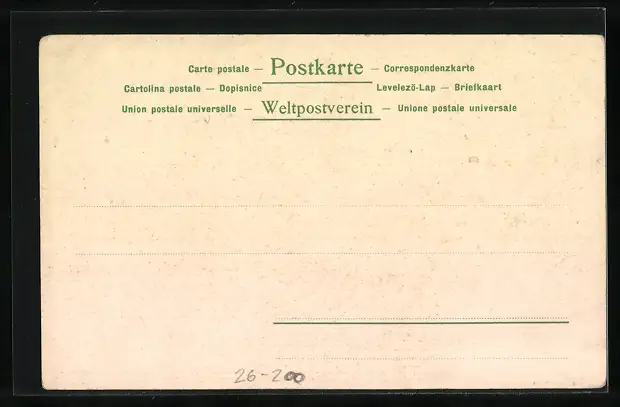 Carte postale — Postkarte — Correspondenzkarte
Cartolina postale — Dopisnice Levelező-Lap — Briefkaart
Union postale universelle — Weltpostverein — Unione postale universale
26-200